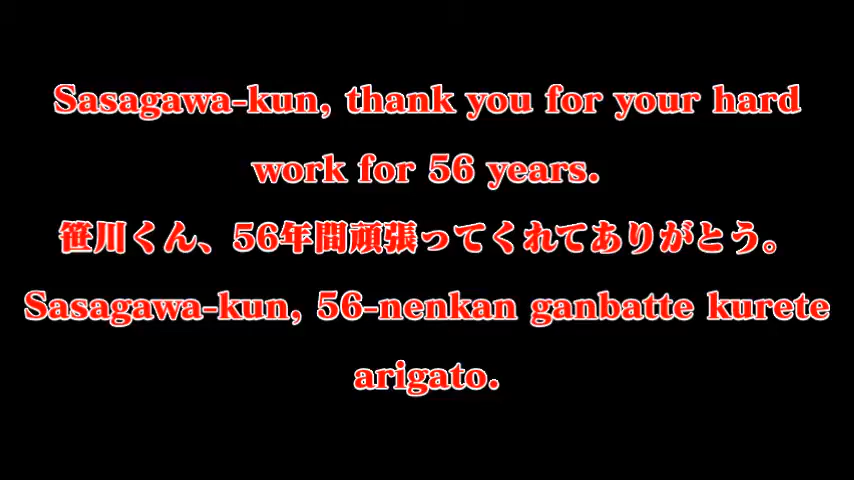 Sasagawa-kun, thank you for your hard
work for 56 years.
笹川くん、56年間頑張ってくれてありがとう。
Sasagawa-kun, 56-nenkan ganbatte kurete
arigato.